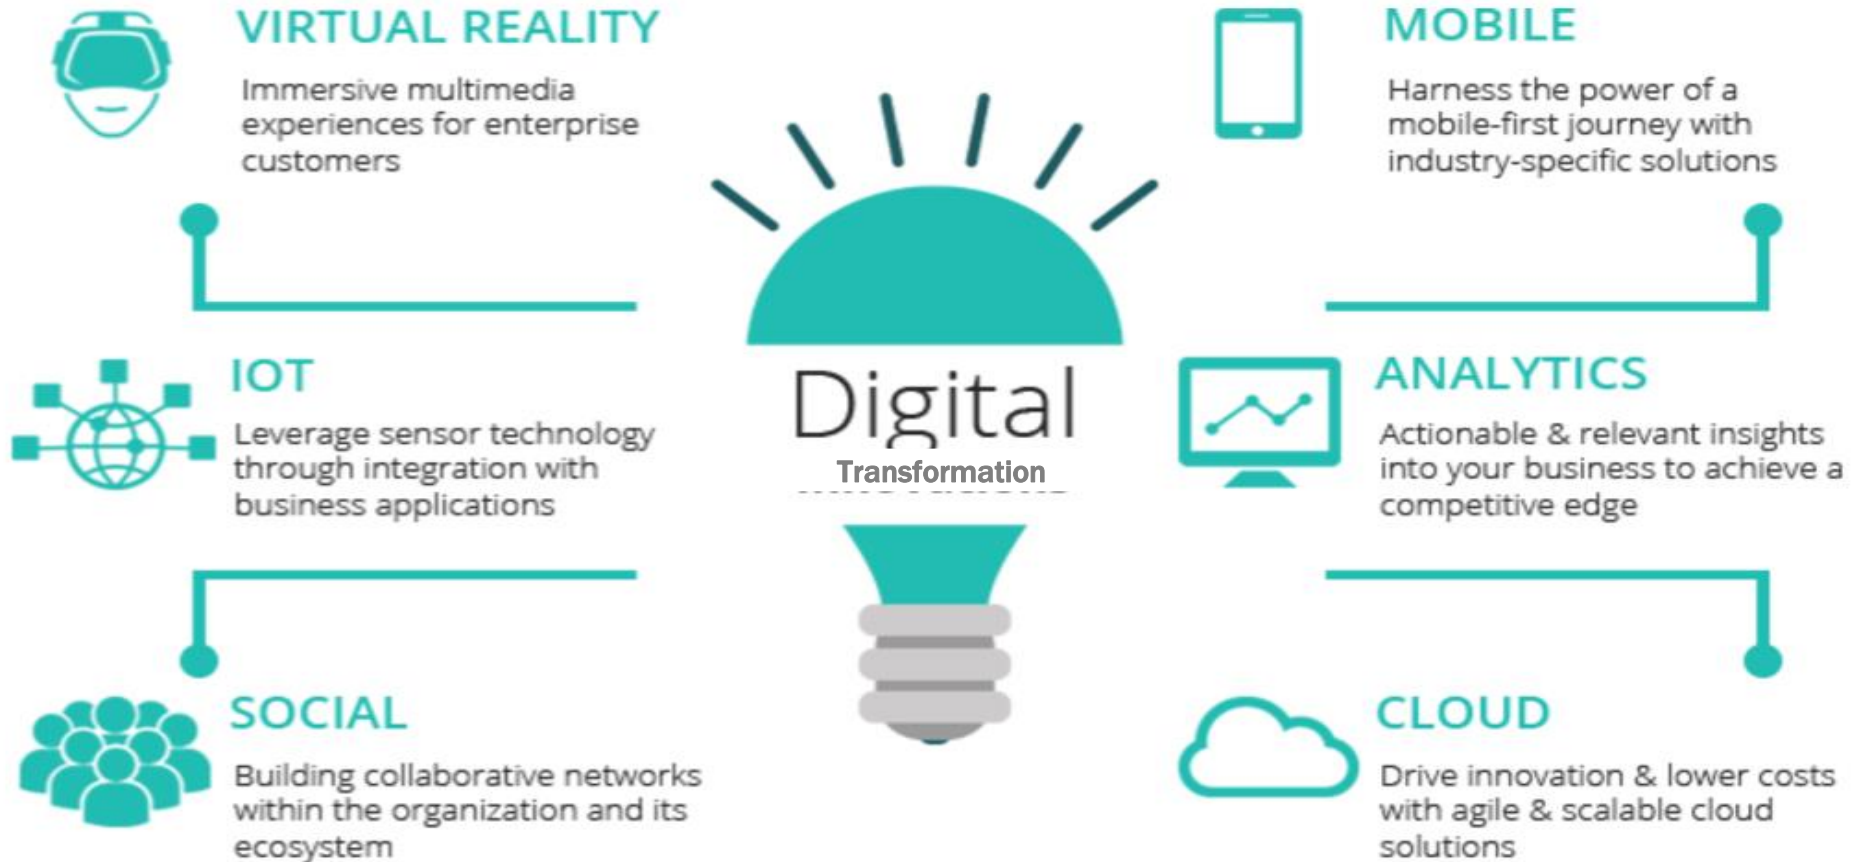 VIRTUAL REALITY
Immersive multimedia
experiences for enterprise
customers
IOT
Leverage sensor technology
through integration with
business applications
SOCIAL
Building collaborative networks
within the organization and its
ecosystem
Digital
Transformation
MOBILE
Harness the power of a
mobile-first journey with
industry-specific solutions
ANALYTICS
Actionable & relevant insights
into your business to achieve a
competitive edge
CLOUD
Drive innovation & lower costs
with agile & scalable cloud
solutions